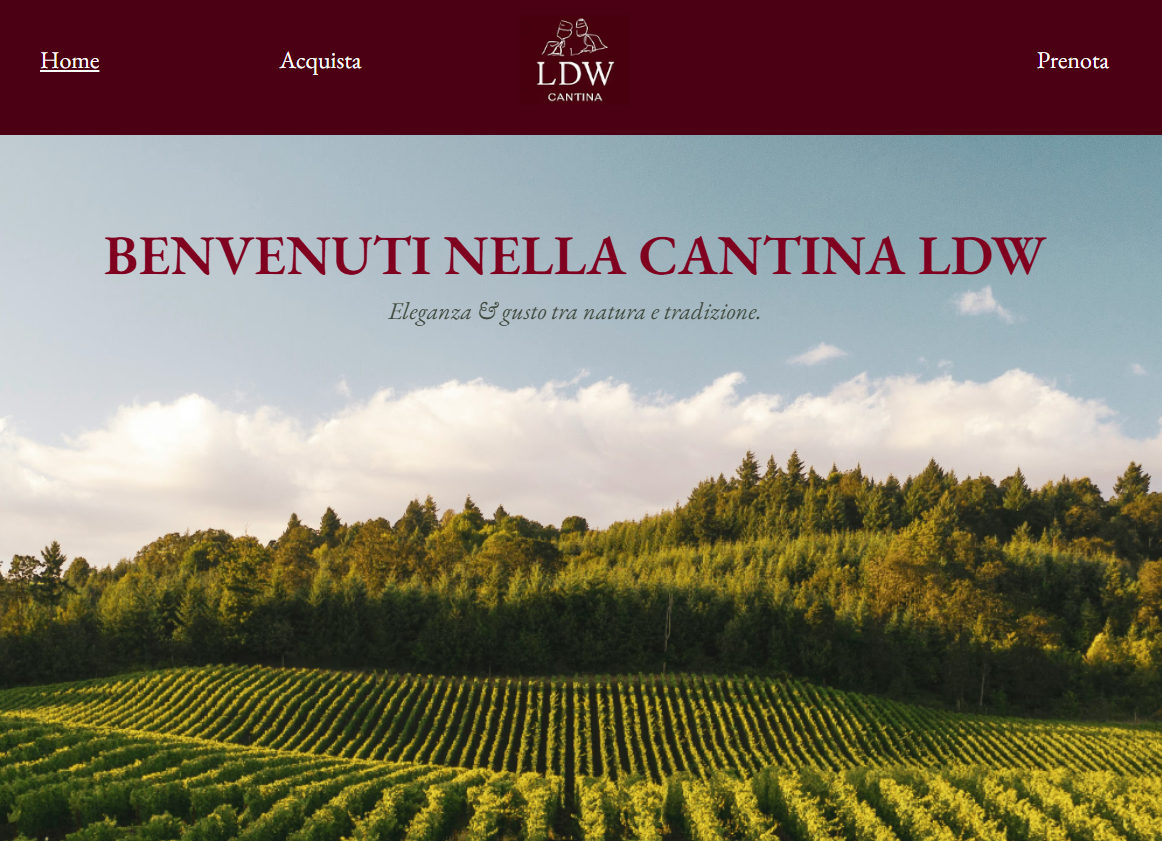 Home
Acquista
LDW
CANTINA
Prenota
BENVENUTI NELLA CANTINA LDW
Eleganza & gusto tra natura e tradizione.